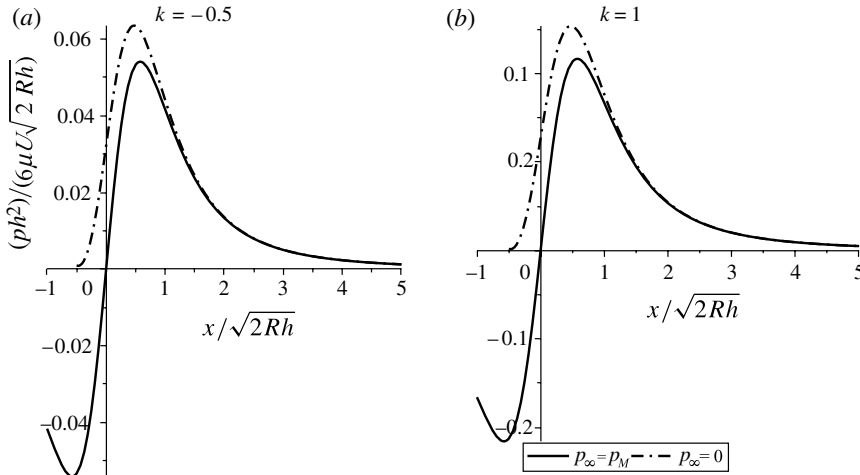 (a)
k = −0.5
(ph²)/(6μU√2 Rh)
0.06
0.04
0.02
−1 0 1 2 3 4 5
−0.02
−0.04
x/√2Rh
(b)
k = 1
0.1
0.2
−1 0 1 2 3 4 5
−0.1
−0.2
x/√2Rh
p∞=pM
p∞=0